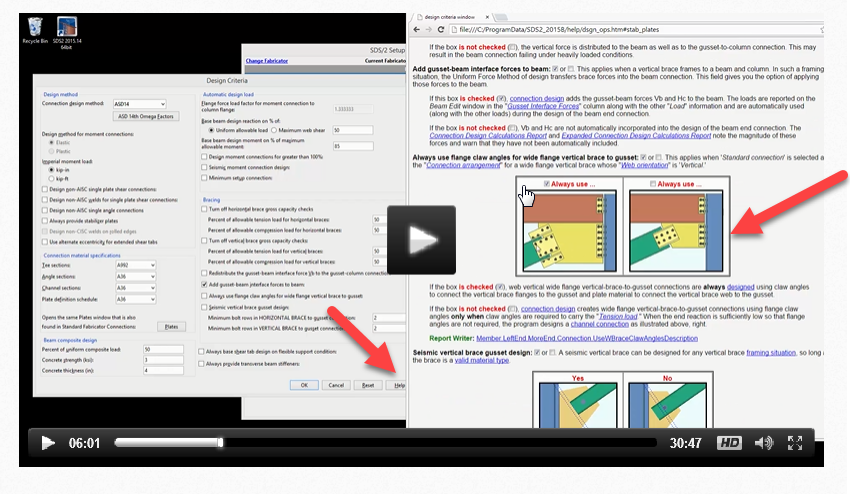 Recycle Bin
SDS2 2015.14
64bit
SDS/2 Setup
Change Fabricator
Current Fabricato
Design Criteria
Design method
Connection design method:
ASD14
ASD 14th Omega Factors
Design method for moment connections:
Elastic
Plastic
Imperial moment load:
kip-in
kip-ft
Design non-AISC single plate shear connections:
Design non-AISC welds for single plate shear connections:
Design non-AISC single angle connections
Always provide stabilizer plates
Design non-CISC welds on polled edges
Use alternate eccentricity for extended shear tabs
Connection material specifications
Tee sections:
A992
Angle sections:
A36
Channel sections:
A36
Plate definition schedule:
A36
Opens the same Plates window that is also
found in Standard Fabricator Connections:
Plates
Beam composite design
Percent of uniform composite load:
50
Concrete strength (ksi):
3
Concrete thickness (in):
4
Automatic design load
Flange force load factor for moment connection to
column flange:
1.333333
Base beam design reaction on % of:
Uniform allowable load
Maximum web shear
50
Base beam design moment on % of maximum
allowable moment:
85
Design moment connections for greater than 100%:
Seismic moment connection design:
Minimum setup connection:
Bracing
Turn off horizontal brace gross capacity checks
Percent of allowable tension load for horizontal braces:
50
Percent of allowable compression load for horizontal braces:
50
Turn off vertical brace gross capacity checks
Percent of allowable tension load for vertical braces:
50
Percent of allowable compression load for vertical braces:
50
Redistribute the gusset-beam interface force Vb to the gusset-column connection
Add gusset-beam interface forces to beam:
Always use flange claw angles for wide flange vertical brace to gusset:
Seismic vertical brace gusset design:
Minimum bolt rows in HORIZONTAL BRACE to gusset connection:
2
Minimum bolt rows in VERTICAL BRACE to gusset connection:
2
Always base shear tab design on flexible support condition:
Always provide transverse beam stiffeners:
OK
Cancel
Reset
Help
design criteria window
file:///C:/ProgramData/SDS2_2015B/help/dsgn_ops.htm#stab_plates
If the box is not checked ( ), the vertical force is distributed to the beam as well as to the gusset-to-column connection. This may
result in the beam connection failing under heavily loaded conditions.
Add gusset-beam interface forces to beam: or . This applies when a vertical brace frames to a beam and column. In such a framing
situation, the Uniform Force Method of design transfers brace forces into the beam connection. This field gives you the option of applying
those forces to the beam.
If this box is checked ( ), connection design adds the gusset-beam forces Vb and Hc to the beam. The loads are reported on the
Beam Edit window in the "Gusset Interface Forces" column along with the other "Load" information and are automatically used
(along with the other loads) during the design of the beam end connection.
If the box is not checked ( ), Vb and Hc are not automatically incorporated into the design of the beam end connection. The
Connection Design Calculations Report and Expanded Connection Design Calculations Report note the magnitude of these
forces and warn that they have not been automatically included.
Always use flange claw angles for wide flange vertical brace to gusset: or . This applies when 'Standard connection' is selected a
the "Connection arrangement" for a wide flange vertical brace whose "Web orientation" is 'Vertical.'
Always use ...
Always use ...
If the box is checked ( ), web vertical wide flange vertical-brace-to-gusset connections are always designed using claw angles
to connect the vertical brace flanges to the gusset and plate material to connect the vertical brace web to the gusset.
If the box is not checked ( ), connection design creates wide flange vertical-brace-to-gusset connections using flange claw
angles only when claw angles are required to carry the "Tension load." When the end reaction is sufficiently low so that flange
angles are not required, the program designs a channel connection as illustrated above, right.
Report Writer: Member.LeftEnd.MoreEnd.Connection.UseWBraceClawAnglesDescription
Seismic vertical brace gusset design: or . A seismic vertical brace can be designed for any vertical brace framing situation, so long
the brace is a valid material type.
Yes
No
06:01
30:47
HD